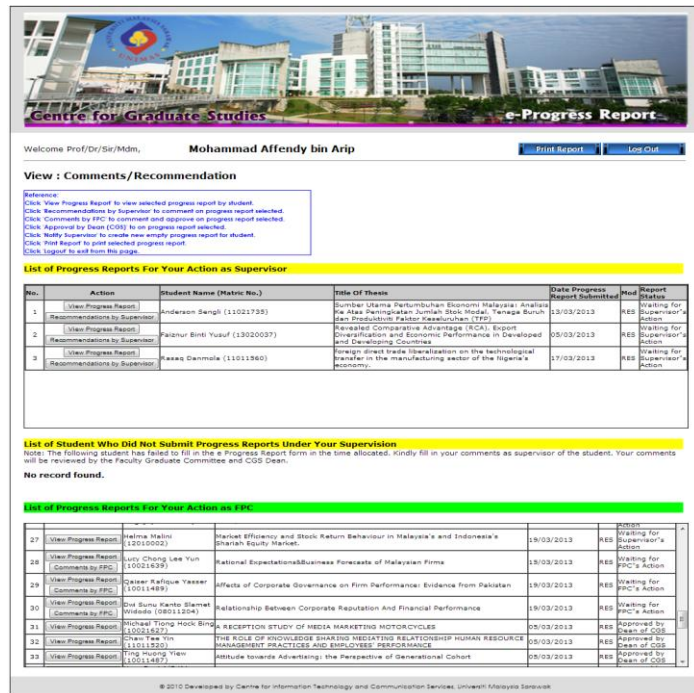 UNIMAS
Centre for Graduate Studies
e-Progress Report
Welcome Prof/Dr/Sir/Mdm,
Mohammad Affendy bin Arip
Print Report
Log Out
View : Comments/Recommendation
Reference:
Click 'View Progress Report' to view selected progress report by student.
Click 'Recommendations by Supervisor' to comment on progress report selected.
Click 'Comments by FPC' to comment and approve on progress report selected.
Click 'Approval by Dean (CGS)' to on progress report selected.
Click 'Notify Supervisor' to create new empty progress report for student.
Click 'Print Report' to print selected progress report.
Click 'Logout' to exit from this page.
List of Progress Reports For Your Action as Supervisor
No.
Action
Student Name (Matric No.)
Title Of Thesis
Date Progress
Report Submitted
Mod
Report
Status
1
View Progress Report
Recommendations by Supervisor
Anderson Sengli (11021735)
Sumber Utama Pertumbuhan Ekonomi Malaysia: Analisis
Ke Atas Peningkatan Jumlah Stok Modal, Tenaga Buruh
dan Produktiviti Faktor Keseluruhan (TFP)
13/03/2013
RES
Waiting for
Supervisor's
Action
2
View Progress Report
Recommendations by Supervisor
Faiznur Binti Yusuf (13020037)
Revealed Comparative Advantage (RCA), Export
Diversification and Economic Performance in Developed
and Developing Countries
05/03/2013
RES
Waiting for
Supervisor's
Action
3
View Progress Report
Recommendations by Supervisor
Rasaq Danmola (11011560)
foreign direct trade liberalization on the technological
transfer in the manufacturing sector of the Nigeria's
economy.
17/03/2013
RES
Waiting for
Supervisor's
Action
List of Student Who Did Not Submit Progress Reports Under Your Supervision
Note: The following student has failed to fill in the e Progress Report form in the time allocated. Kindly fill in your comments as supervisor of the student. Your comments
will be reviewed by the Faculty Graduate Committee and CGS Dean.
No record found.
List of Progress Reports For Your Action as FPC
Action
27
View Progress Report
Helma Malini
(12010002)
Market Efficiency and Stock Return Behaviour in Malaysia's and Indonesia's
Shariah Equity Market.
19/03/2013
RES
Waiting for
Supervisor's
Action
28
View Progress Report
Comments by FPC
Lucy Chong Lee Yun
(10021639)
Rational Expectations&Business Forecasts of Malaysian Firms
15/03/2013
RES
Waiting for
FPC's Action
29
View Progress Report
Comments by FPC
Qaiser Rafique Yasser
(10011489)
Affects of Corporate Governance on Firm Performance: Evidence from Pakistan
19/03/2013
RES
Waiting for
FPC's Action
30
View Progress Report
Comments by FPC
Dwi Sunu Kanto Slamet
Widodo (08011204)
Relationship Between Corporate Reputation And Financial Performance
19/03/2013
RES
Waiting for
FPC's Action
31
View Progress Report
Michael Tiong Hock Bing
(10021627)
A RECEPTION STUDY Of MEDIA MARKETING MOTORCYCLES
05/03/2013
RES
Approved by
Dean of CGS
32
View Progress Report
Chaw Tee Yin
(11011520)
THE ROLE OF KNOWLEDGE SHARING MEDIATING RELATIONSHIP HUMAN RESOURCE
MANAGEMENT PRACTICES AND EMPLOYEES' PERFORMANCE
05/03/2013
RES
Approved by
Dean of CGS
33
View Progress Report
Ting Huong Yiew
(10011487)
Attitude towards Advertising: the Perspective of Generational Cohort
05/03/2013
RES
Approved by
Dean of CGS
© 2010 Developed by Centre for Information Technology and Communication Services, Universiti Malaysia Sarawak